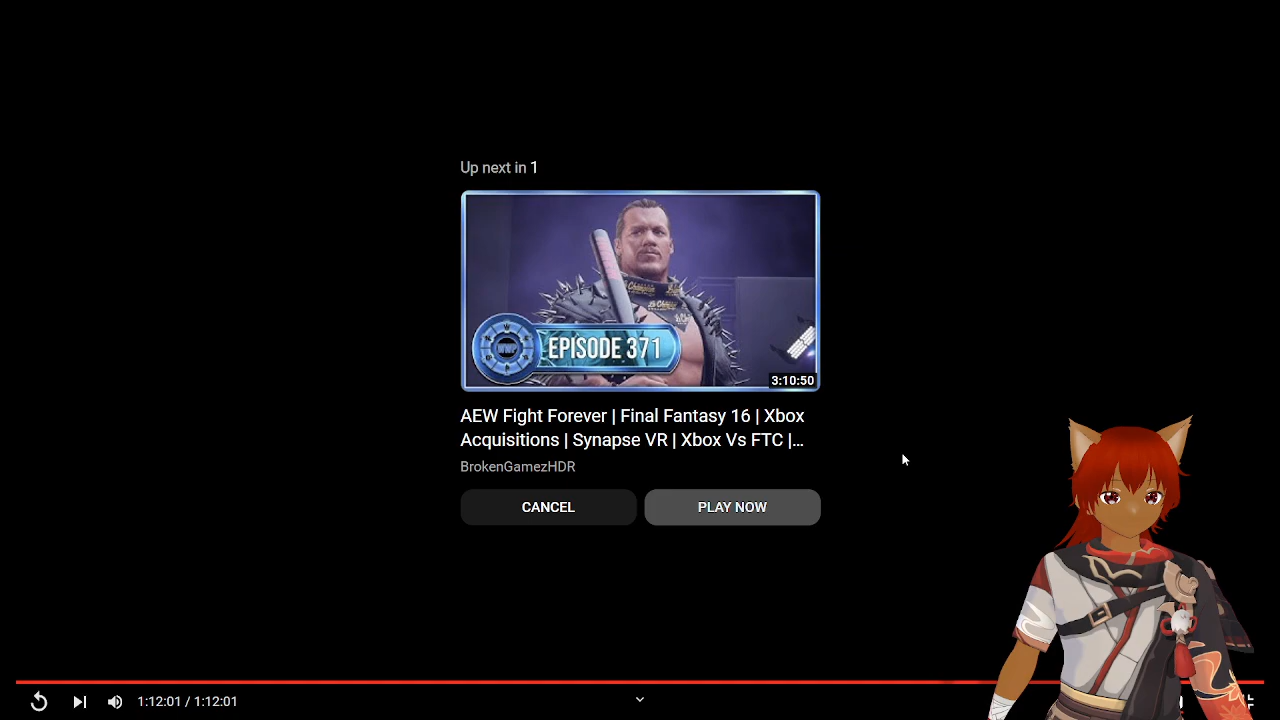 Up next in 1
WWP
EPISODE 371
3:10:50
AEW Fight Forever | Final Fantasy 16 | Xbox
Acquisitions | Synapse VR | Xbox Vs FTC |...
BrokenGamezHDR
CANCEL
PLAY NOW
1:12:01 / 1:12:01